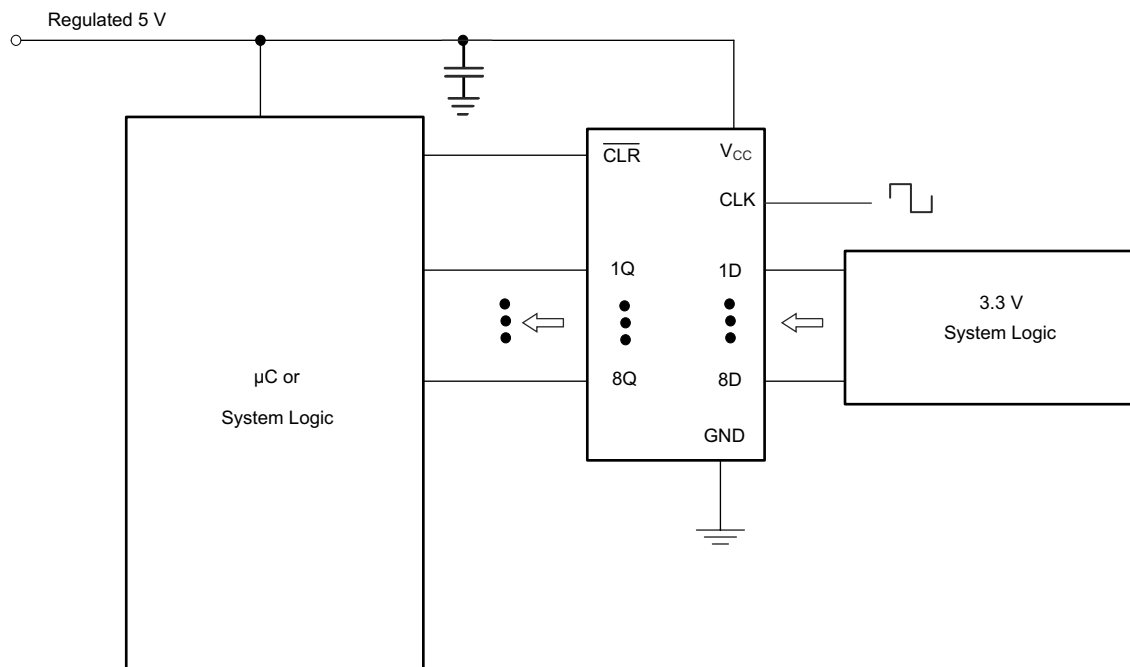 Regulated 5 V
CLR
VCC
CLK
1Q
1D
3.3 V
System Logic
µC or
System Logic
8Q
8D
GND